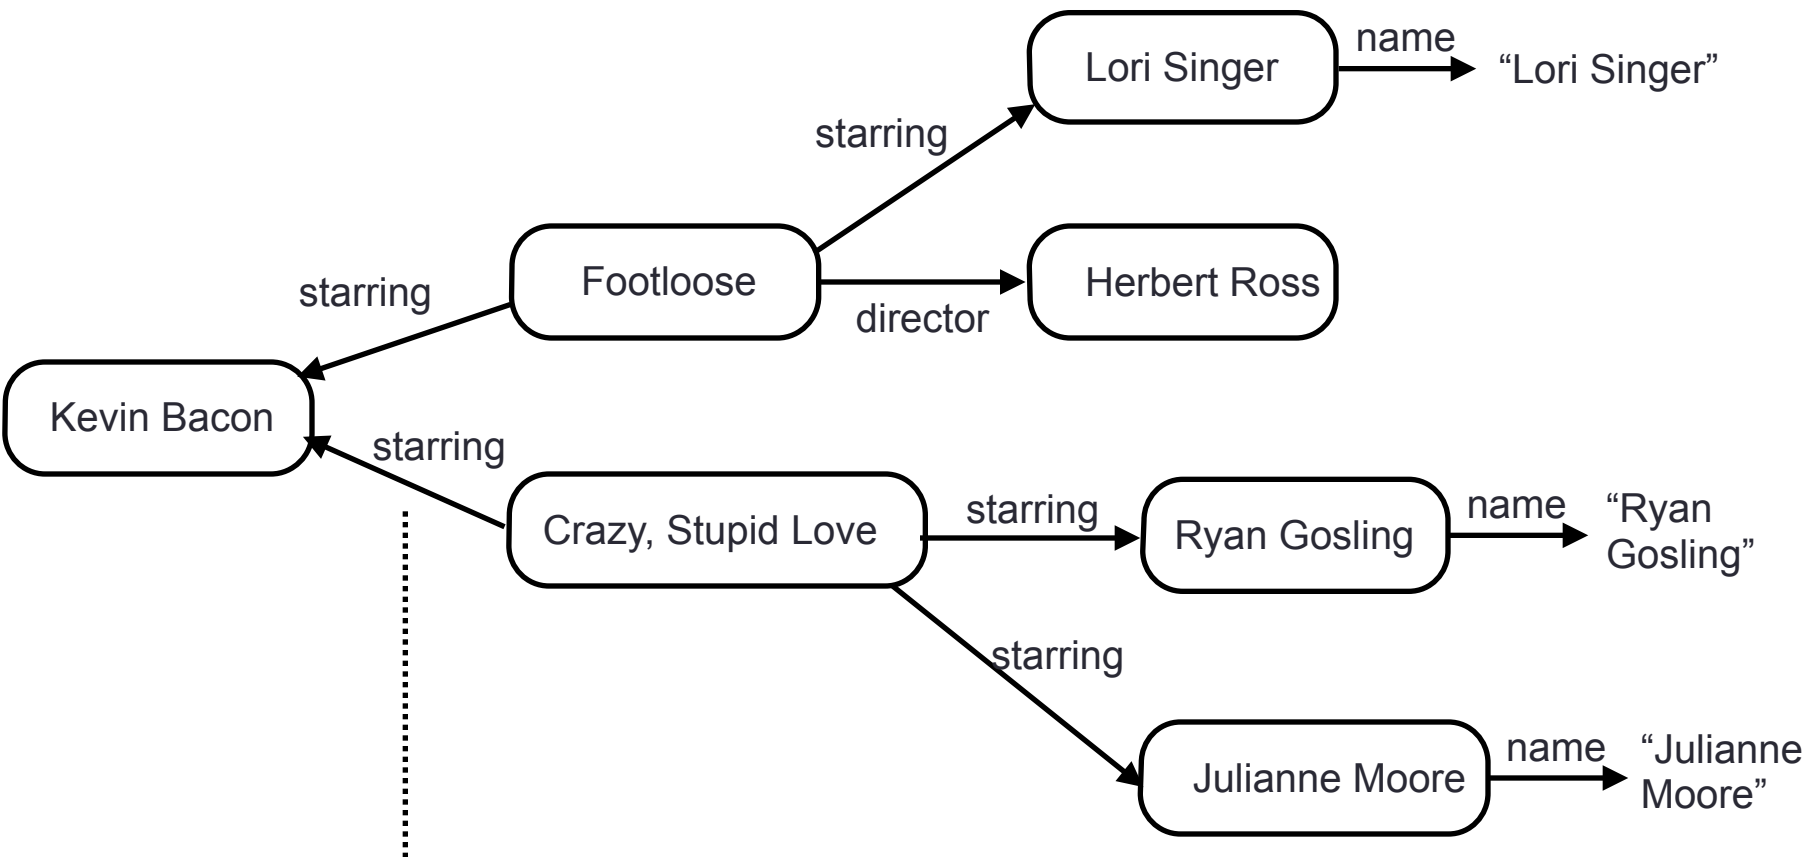 name
Lori Singer
“Lori Singer”
starring
Footloose
Herbert Ross
starring
director
Kevin Bacon
starring
Crazy, Stupid Love
starring
Ryan Gosling
name
“Ryan
Gosling”
starring
Julianne Moore
name
“Julianne
Moore”